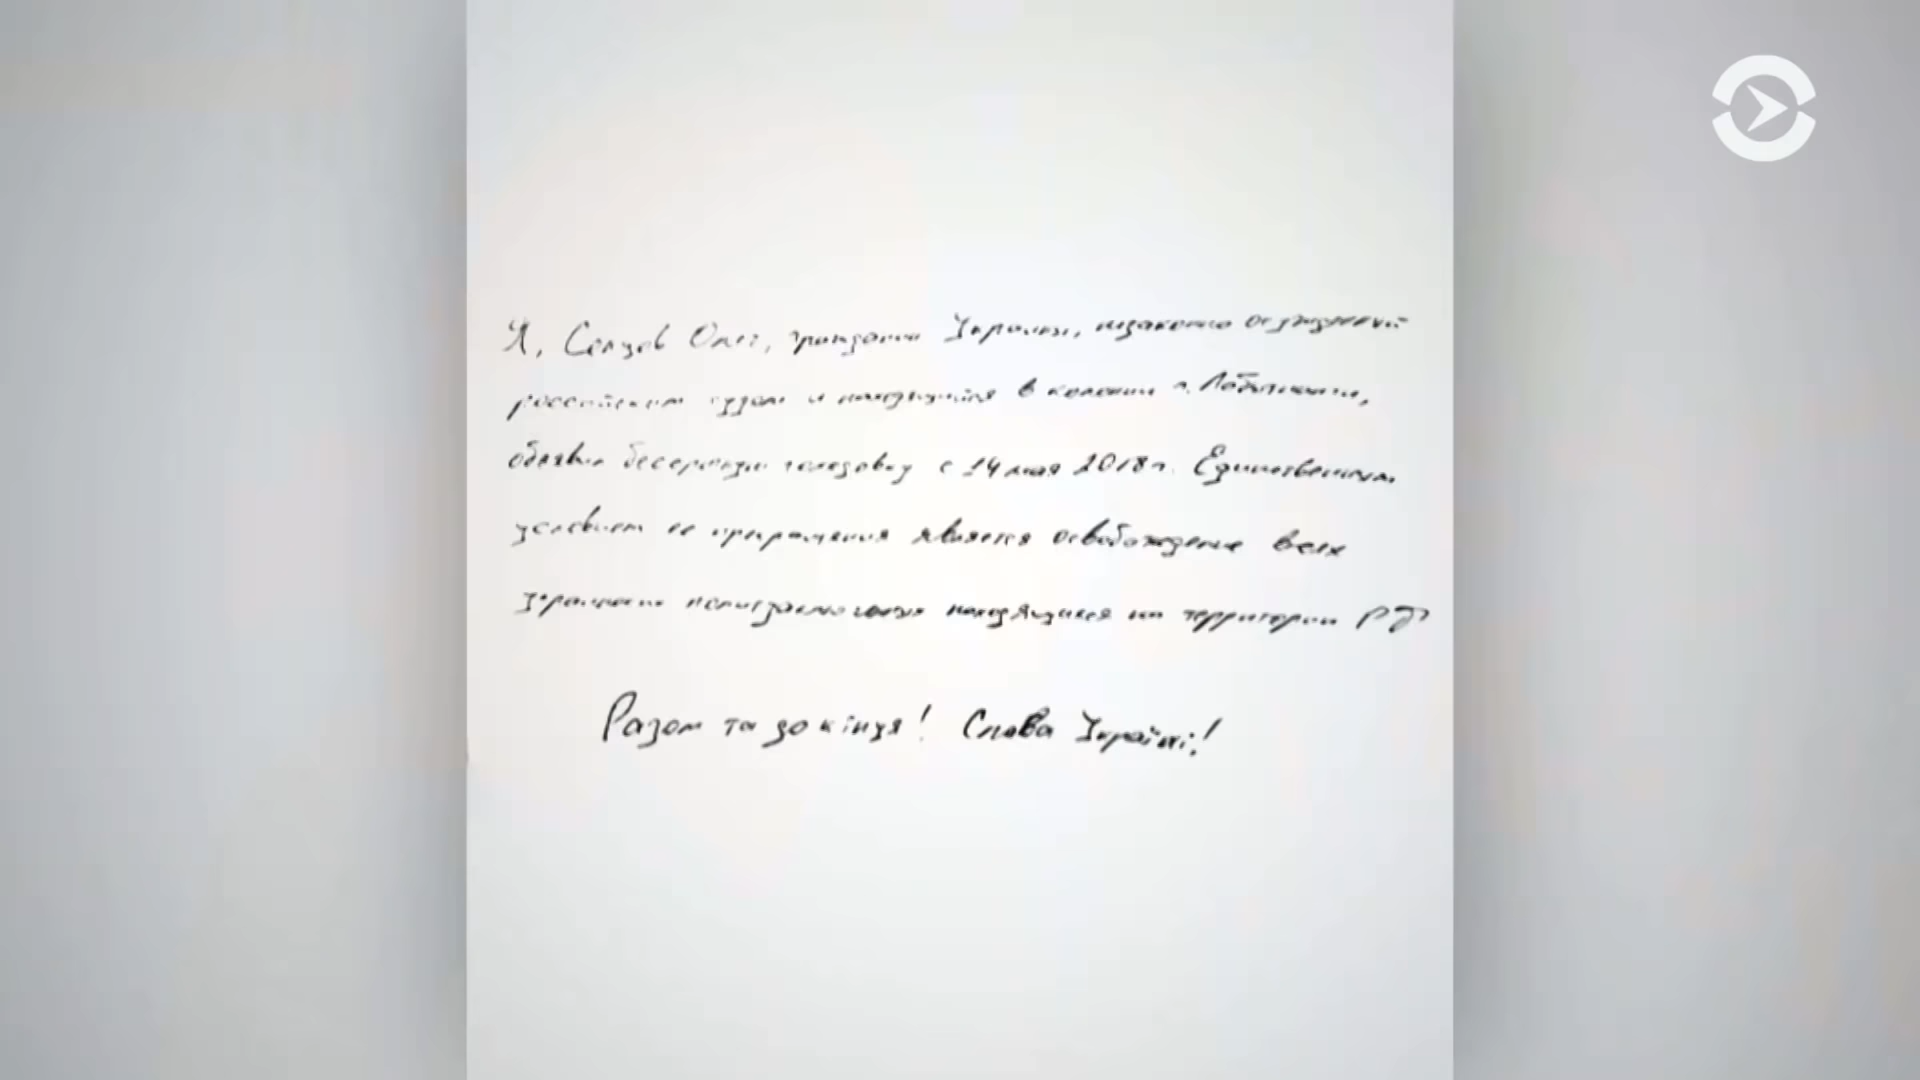 Я, Сенцов Олег, гражданин Украины, незаконно осужденный
российским судом и находящийся в колонии г. Лабытнанги,
объявил бессрочную голодовку с 14 мая 2018 г. Единственным
условием ее прекращения является освобождение всех
украинских политзаключенных находящихся на территории РФ
Разом та до кінця! Слава Україні!